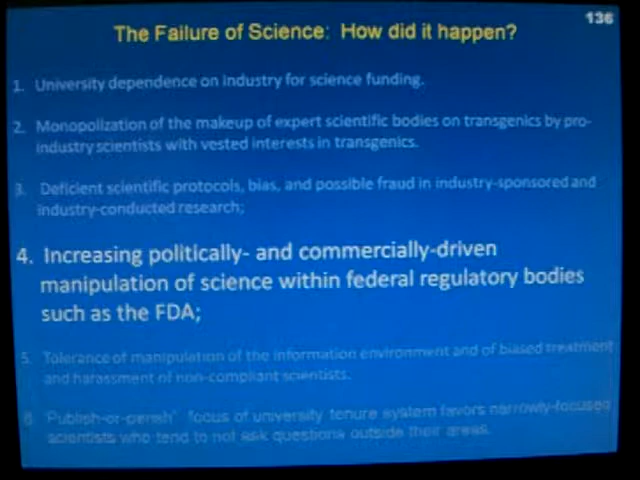 136
The Failure of Science: How did it happen?
1. University dependence on industry for science funding.
2. Monopolization of the makeup of expert scientific bodies on transgenics by pro-
industry scientists with vested interests in transgenics.
3. Deficient scientific protocols, bias, and possible fraud in industry-sponsored and
industry-conducted research;
4. Increasing politically- and commercially-driven
manipulation of science within federal regulatory bodies
such as the FDA;
5. Tolerance of manipulation of the information environment and of biased treatment
and harassment of non-compliant scientists.
6. "Publish-or-perish" focus of university tenure system favors narrowly-focused
scientists who tend to not ask questions outside their areas.